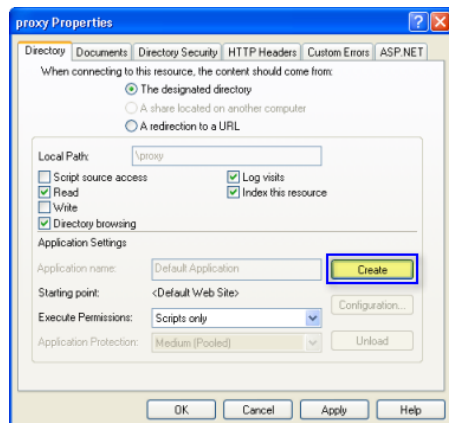 proxy Properties
Directory Documents Directory Security HTTP Headers Custom Errors ASP.NET
When connecting to this resource, the content should come from:
The designated directory
A share located on another computer
A redirection to a URL
Local Path: \proxy
Script source access Log visits
Read Index this resource
Write
Directory browsing
Application Settings
Application name: Default Application Create
Starting point: <Default Web Site> Configuration...
Execute Permissions: Scripts only
Application Protection: Medium (Pooled) Unload
OK Cancel Apply Help